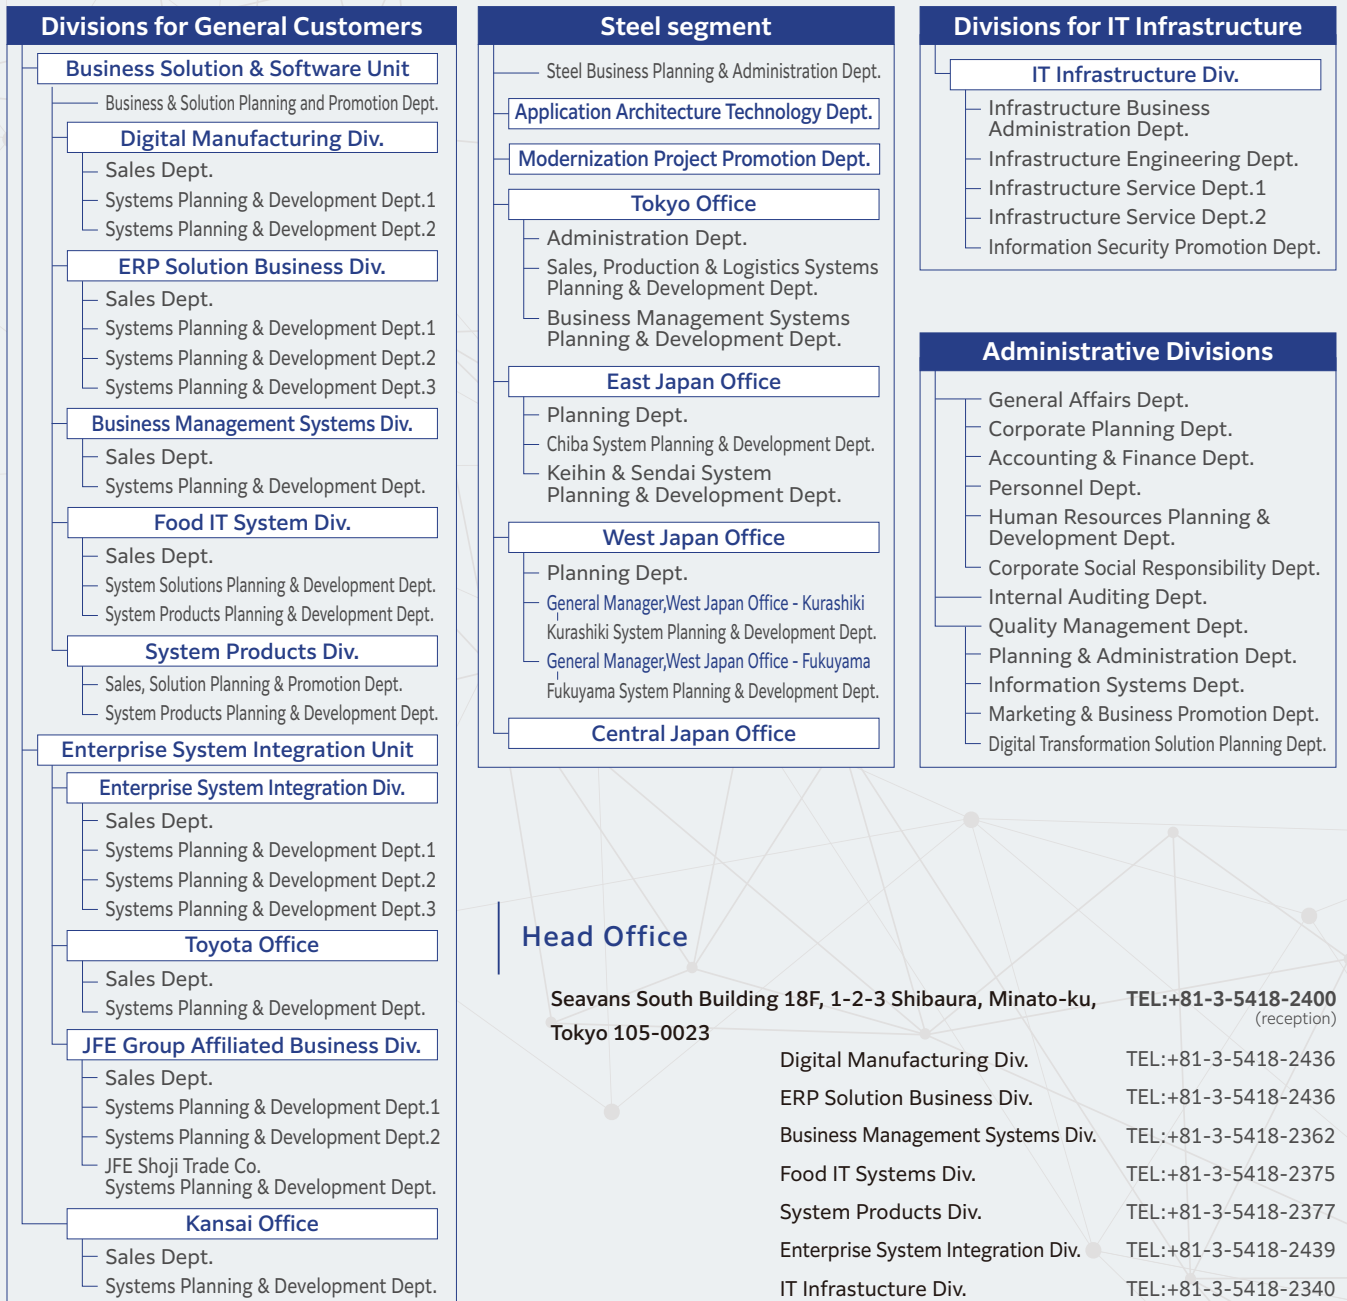 Divisions for General Customers
Business Solution & Software Unit
Business & Solution Planning and Promotion Dept.
Digital Manufacturing Div.
Sales Dept.
Systems Planning & Development Dept.1
Systems Planning & Development Dept.2
ERP Solution Business Div.
Sales Dept.
Systems Planning & Development Dept.1
Systems Planning & Development Dept.2
Systems Planning & Development Dept.3
Business Management Systems Div.
Sales Dept.
Systems Planning & Development Dept.
Food IT System Div.
Sales Dept.
System Solutions Planning & Development Dept.
System Products Planning & Development Dept.
System Products Div.
Sales, Solution Planning & Promotion Dept.
System Products Planning & Development Dept.
Enterprise System Integration Unit
Enterprise System Integration Div.
Sales Dept.
Systems Planning & Development Dept.1
Systems Planning & Development Dept.2
Systems Planning & Development Dept.3
Toyota Office
Sales Dept.
Systems Planning & Development Dept.
JFE Group Affiliated Business Div.
Sales Dept.
Systems Planning & Development Dept.1
Systems Planning & Development Dept.2
JFE Shoji Trade Co.
Systems Planning & Development Dept.
Kansai Office
Sales Dept.
Systems Planning & Development Dept.
Steel segment
Steel Business Planning & Administration Dept.
Application Architecture Technology Dept.
Modernization Project Promotion Dept.
Tokyo Office
Administration Dept.
Sales, Production & Logistics Systems
Planning & Development Dept.
Business Management Systems
Planning & Development Dept.
East Japan Office
Planning Dept.
Chiba System Planning & Development Dept.
Keihin & Sendai System
Planning & Development Dept.
West Japan Office
Planning Dept.
General Manager,West Japan Office - Kurashiki
Kurashiki System Planning & Development Dept.
General Manager,West Japan Office - Fukuyama
Fukuyama System Planning & Development Dept.
Central Japan Office
Divisions for IT Infrastructure
IT Infrastructure Div.
Infrastructure Business
Administration Dept.
Infrastructure Engineering Dept.
Infrastructure Service Dept.1
Infrastructure Service Dept.2
Information Security Promotion Dept.
Administrative Divisions
General Affairs Dept.
Corporate Planning Dept.
Accounting & Finance Dept.
Personnel Dept.
Human Resources Planning &
Development Dept.
Corporate Social Responsibility Dept.
Internal Auditing Dept.
Quality Management Dept.
Planning & Administration Dept.
Information Systems Dept.
Marketing & Business Promotion Dept.
Digital Transformation Solution Planning Dept.
Head Office
Seavans South Building 18F, 1-2-3 Shibaura, Minato-ku, TEL:+81-3-5418-2400
(reception)
Tokyo 105-0023
Digital Manufacturing Div. TEL:+81-3-5418-2436
ERP Solution Business Div. TEL:+81-3-5418-2436
Business Management Systems Div. TEL:+81-3-5418-2362
Food IT Systems Div. TEL:+81-3-5418-2375
System Products Div. TEL:+81-3-5418-2377
Enterprise System Integration Div. TEL:+81-3-5418-2439
IT Infrastucture Div. TEL:+81-3-5418-2340